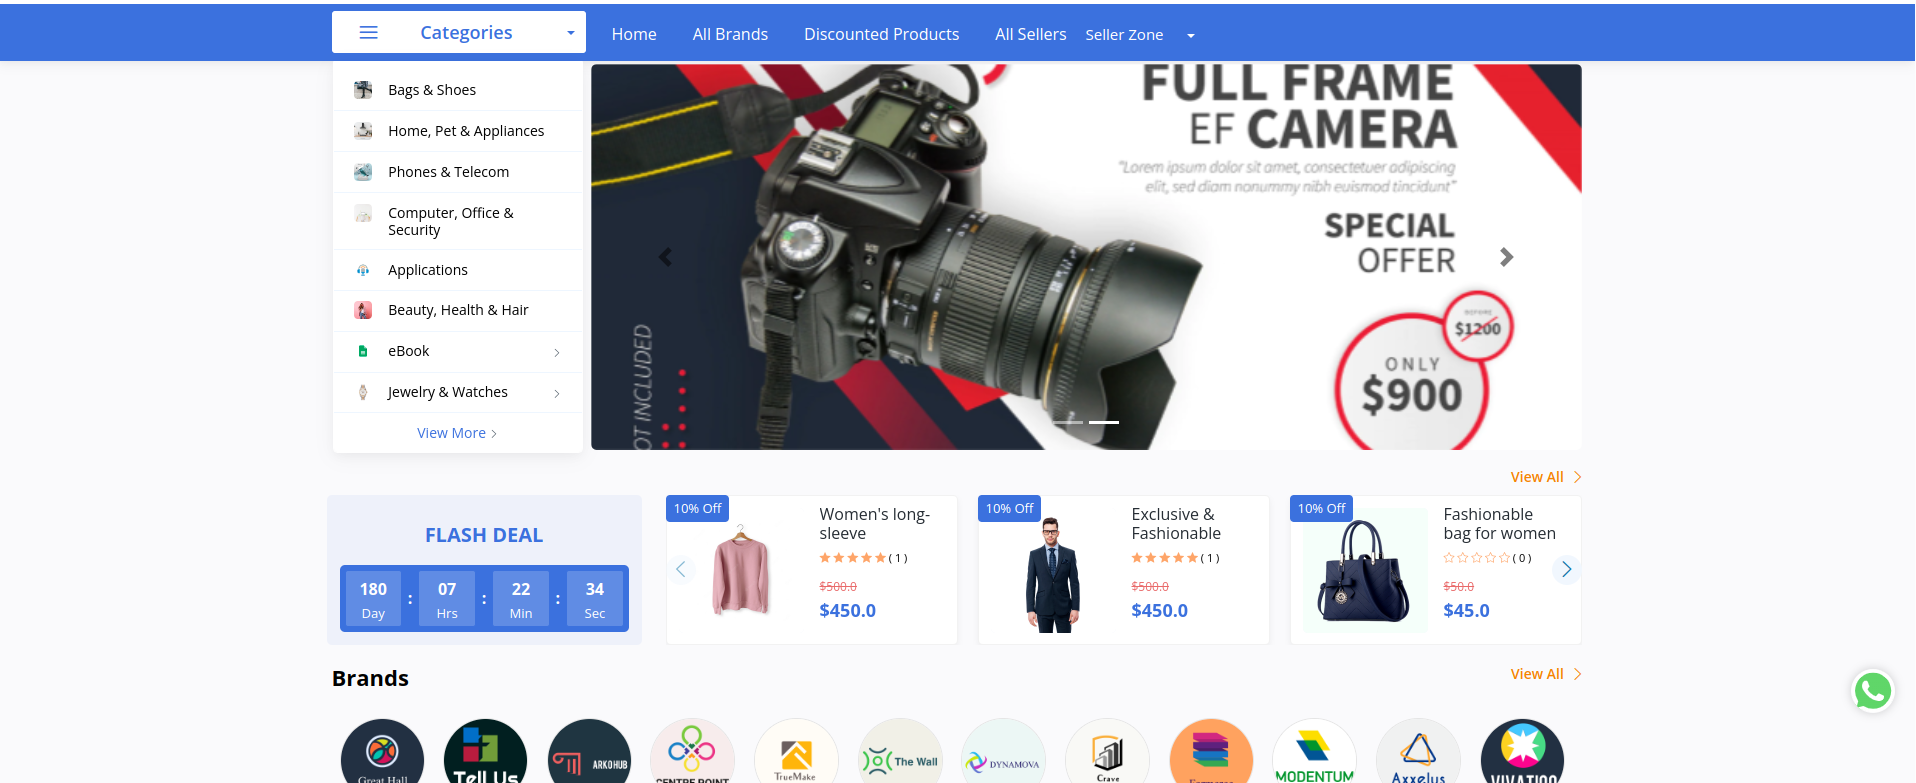 Categories
Home
All Brands
Discounted Products
All Sellers
Seller Zone
Bags & Shoes
Home, Pet & Appliances
Phones & Telecom
Computer, Office &
Security
Applications
Beauty, Health & Hair
eBook
Jewelry & Watches
View More
FULL FRAME
EF CAMERA
"Lorem ipsum dolor sit amet, consectetuer adipiscing
elit, sed diam nonummy nibh euismod tincidunt"
SPECIAL
OFFER
BEFORE
$1200
ONLY
$900
OT INCLUDED
View All
FLASH DEAL
180 : 07 : 22 : 34
Day Hrs Min Sec
10% Off
Women's long-
sleeve
( 1 )
$500.0
$450.0
10% Off
Exclusive &
Fashionable
( 1 )
$500.0
$450.0
10% Off
Fashionable
bag for women
( 0 )
$50.0
$45.0
Brands
View All
Great Hall
Tell Us
ARKOHUB
CENTRE POINT
TrueMake
The Wall
DYNAMOVA
Crave
MODENTUM
Axxelus